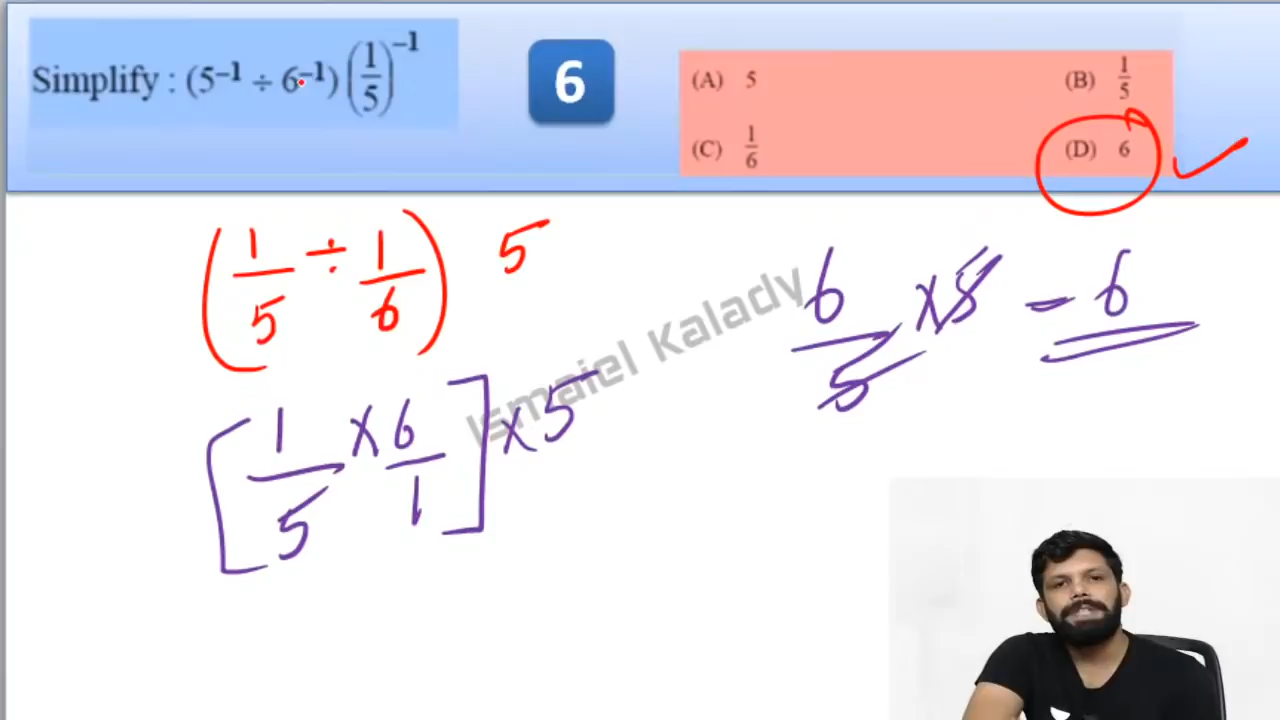 Simplify : (5⁻¹ ÷ 6⁻¹) (1/5)⁻¹
6
(A) 5
(B) 1/5
(C) 1/6
(D) 6
(1/5 ÷ 1/6) 5
[1/5 × 6/1] × 5
6/5 × 5 = 6
Ismaiel Kalady